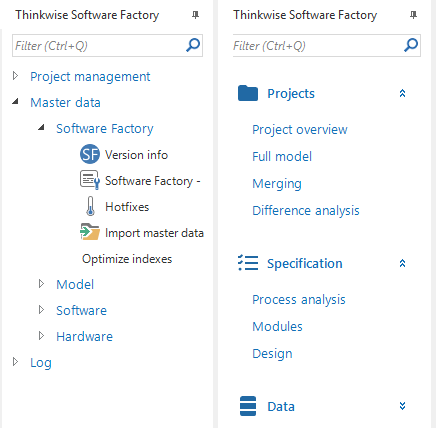 Thinkwise Software Factory
Filter (Ctrl+Q)
Project management
Master data
Software Factory
SF Version info
Software Factory -
Hotfixes
Import master data
Optimize indexes
Model
Software
Hardware
Log
Thinkwise Software Factory
Filter (Ctrl+Q)
Projects
Project overview
Full model
Merging
Difference analysis
Specification
Process analysis
Modules
Design
Data